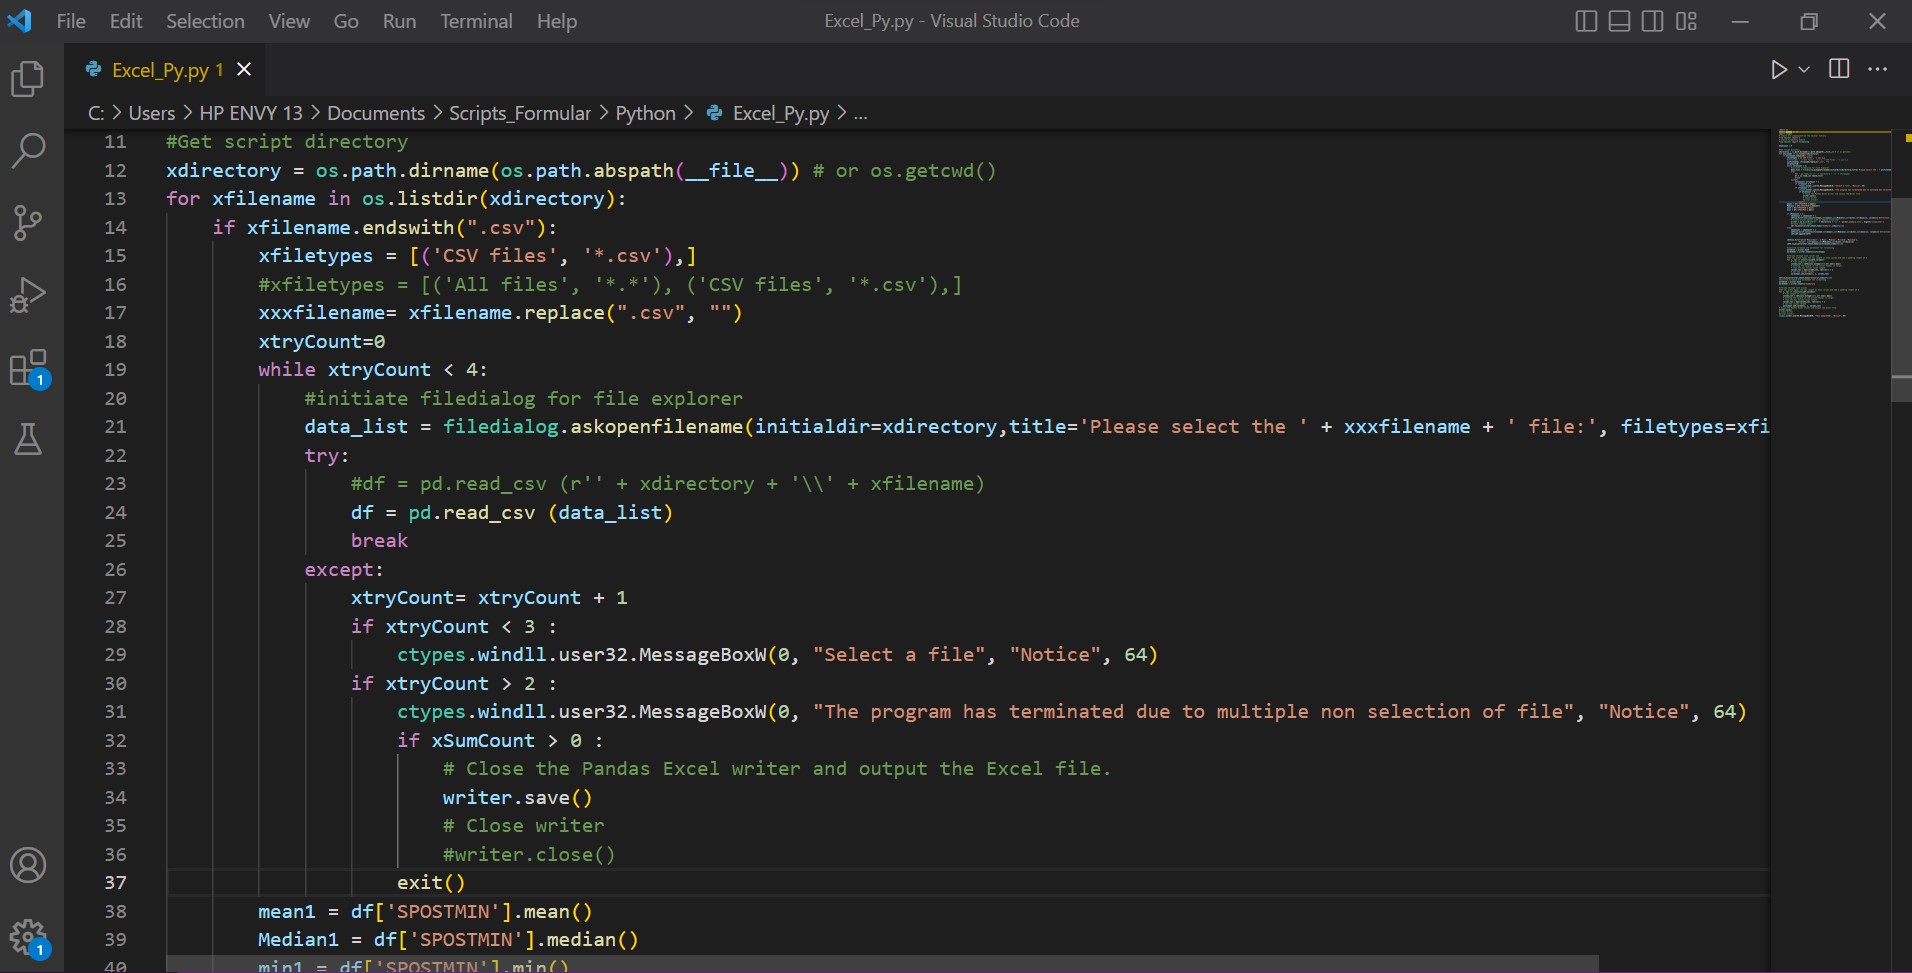 File Edit Selection View Go Run Terminal Help Excel_Py.py - Visual Studio Code
Excel_Py.py 1
C: > Users > HP ENVY 13 > Documents > Scripts_Formular > Python > Excel_Py.py > ...
11 #Get script directory
12 xdirectory = os.path.dirname(os.path.abspath(__file__)) # or os.getcwd()
13 for xfilename in os.listdir(xdirectory):
14 if xfilename.endswith(".csv"):
15 xfiletypes = [('CSV files', '*.csv'),]
16 #xfiletypes = [('All files', '*.*'), ('CSV files', '*.csv'),]
17 xxxfilename= xfilename.replace(".csv", "")
18 xtryCount=0
19 while xtryCount < 4:
20 #initiate filedialog for file explorer
21 data_list = filedialog.askopenfilename(initialdir=xdirectory,title='Please select the ' + xxxfilename + ' file:', filetypes=xfi
22 try:
23 #df = pd.read_csv (r'' + xdirectory + '\\' + xfilename)
24 df = pd.read_csv (data_list)
25 break
26 except:
27 xtryCount= xtryCount + 1
28 if xtryCount < 3 :
29 ctypes.windll.user32.MessageBoxW(0, "Select a file", "Notice", 64)
30 if xtryCount > 2 :
31 ctypes.windll.user32.MessageBoxW(0, "The program has terminated due to multiple non selection of file", "Notice", 64)
32 if xSumCount > 0 :
33 # Close the Pandas Excel writer and output the Excel file.
34 writer.save()
35 # Close writer
36 #writer.close()
37 exit()
38 mean1 = df['SPOSTMIN'].mean()
39 Median1 = df['SPOSTMIN'].median()
40 min1 = df['SPOSTMIN'].min()
1
1